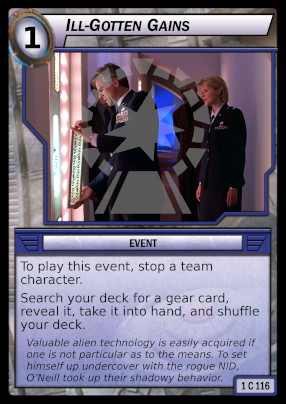 1
ILL-GOTTEN GAINS
EVENT
To play this event, stop a team
character.
Search your deck for a gear card,
reveal it, take it into hand, and shuffle
your deck.
Valuable alien technology is easily acquired if
one is not particular as to the means. To set
himself up undercover with the rogue NID,
O'Neill took up their shadowy behavior.
1 C 116